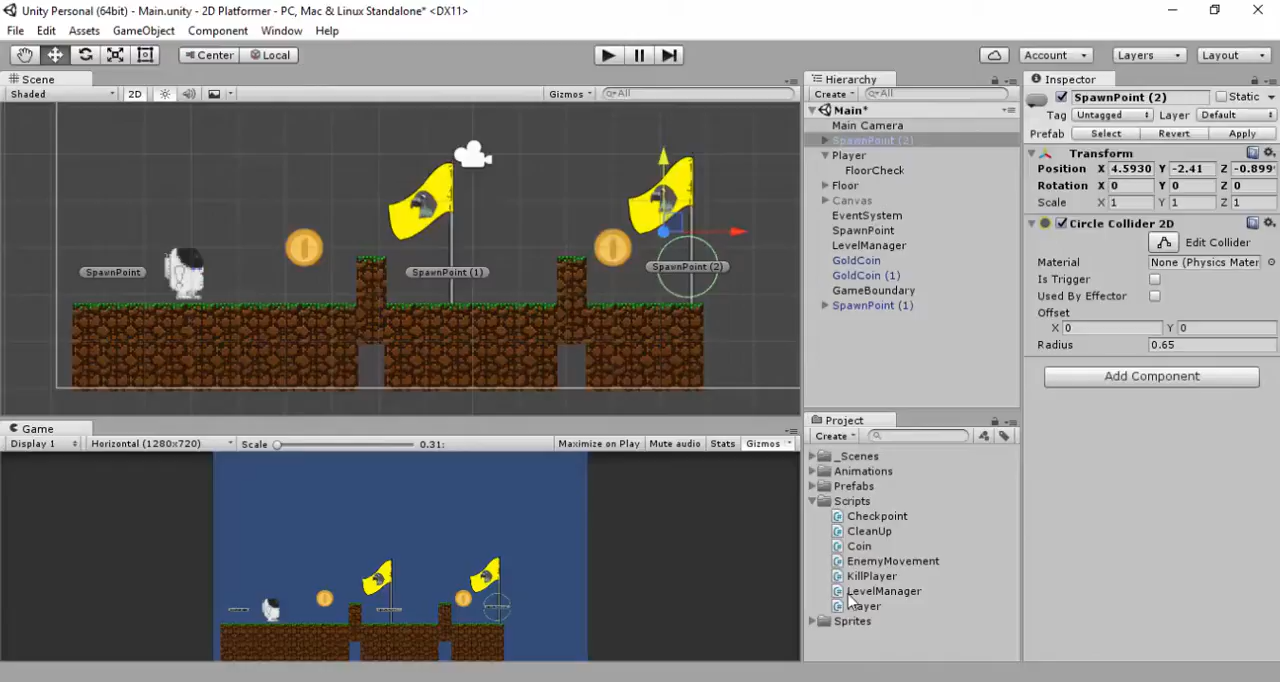 Unity Personal (64bit) - Main.unity - 2D Platformer - PC, Mac & Linux Standalone* <DX11>
File Edit Assets GameObject Component Window Help
Center Local Account Layers Layout
Scene
Shaded 2D Gizmos All
SpawnPoint SpawnPoint (1) SpawnPoint (2)
Game
Display 1 Horizontal (1280x720) Scale 0.31: Maximize on Play Mute audio Stats Gizmos
Hierarchy
Create All
Main*
Main Camera
SpawnPoint (2)
Player
FloorCheck
Floor
Canvas
EventSystem
SpawnPoint
LevelManager
GoldCoin
GoldCoin (1)
GameBoundary
SpawnPoint (1)
Project
Create
_Scenes
Animations
Prefabs
Scripts
Checkpoint
CleanUp
Coin
EnemyMovement
KillPlayer
LevelManager
Player
Sprites
Inspector
SpawnPoint (2) Static
Tag Untagged Layer Default
Prefab Select Revert Apply
Transform
Position X 4.5930 Y -2.41 Z -0.899
Rotation X 0 Y 0 Z 0
Scale X 1 Y 1 Z 1
Circle Collider 2D
Edit Collider
Material None (Physics Mater
Is Trigger
Used By Effector
Offset
X 0 Y 0
Radius 0.65
Add Component